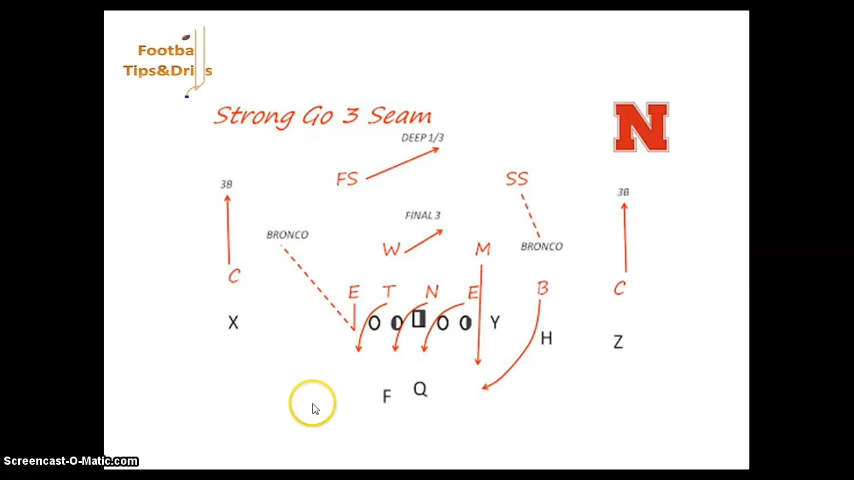 Footba
Tips&Dri s
Strong Go 3 Seam
N
DEEP 1/3
FS
SS
3B
3B
FINAL 3
BRONCO
BRONCO
W
M
C
E T N E B C
X
Y
H
Z
F Q
Screencast-O-Matic.com